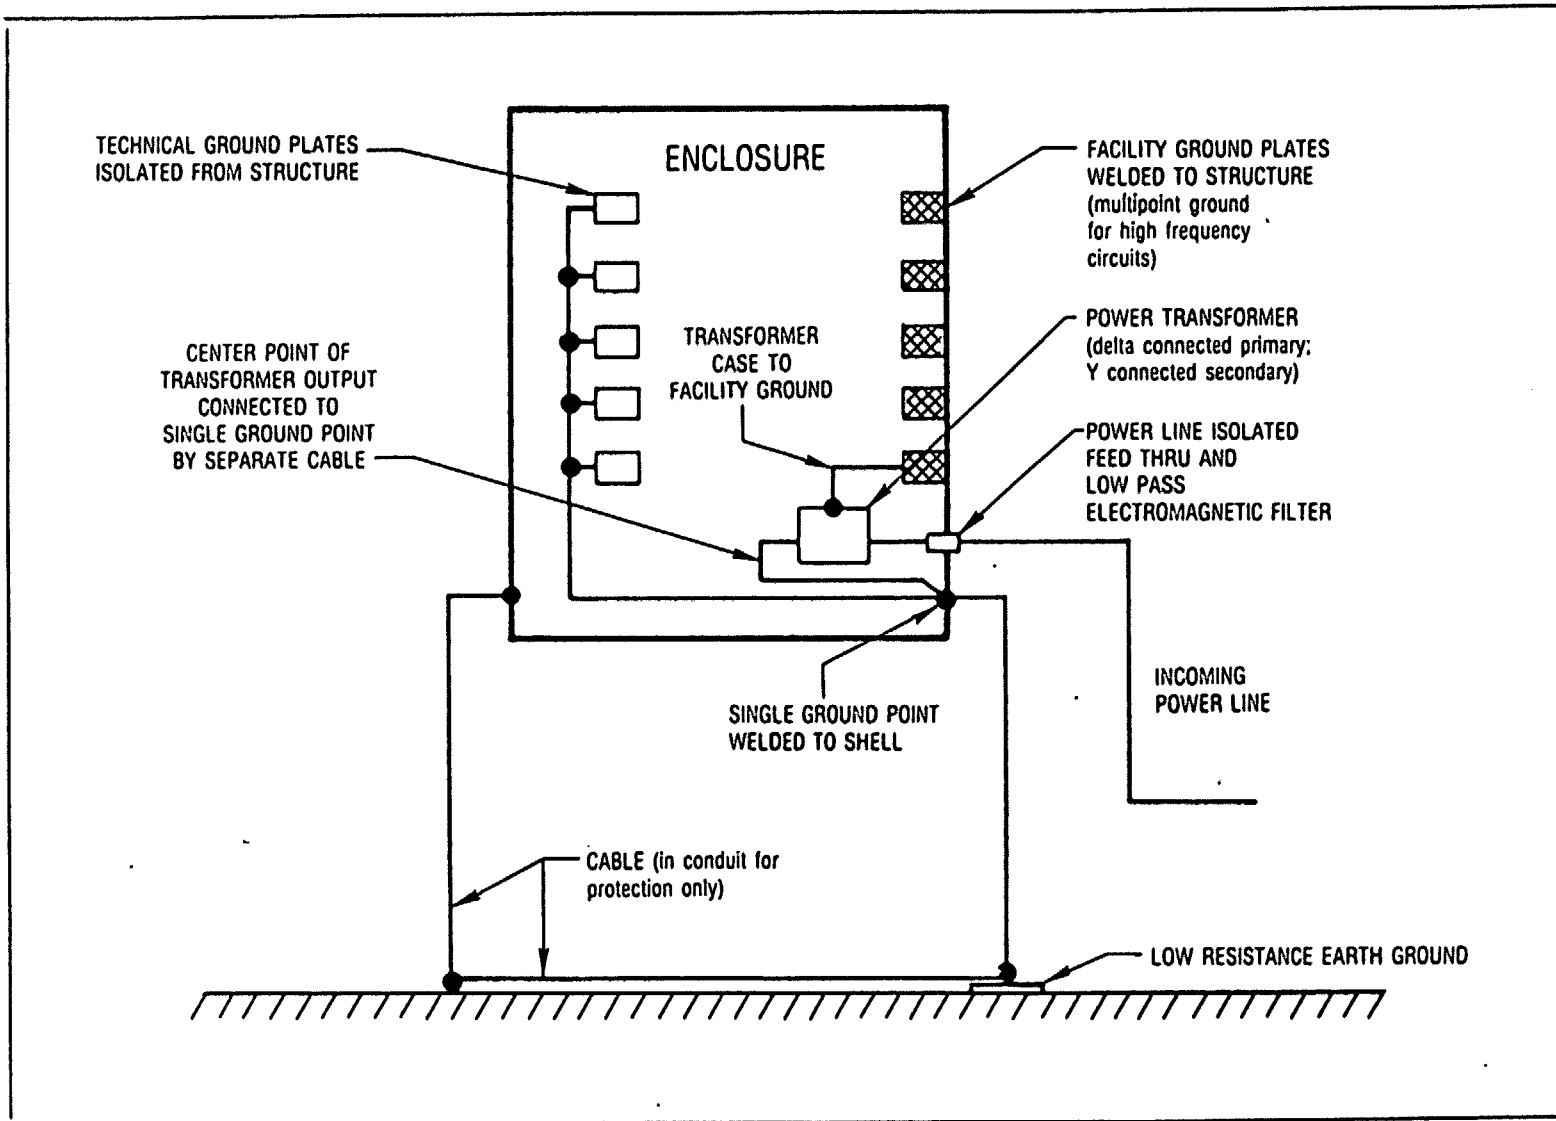 TECHNICAL GROUND PLATES
ISOLATED FROM STRUCTURE
ENCLOSURE
FACILITY GROUND PLATES
WELDED TO STRUCTURE
(multipoint ground
for high frequency
circuits)
POWER TRANSFORMER
(delta connected primary;
Y connected secondary)
TRANSFORMER
CASE TO
FACILITY GROUND
CENTER POINT OF
TRANSFORMER OUTPUT
CONNECTED TO
SINGLE GROUND POINT
BY SEPARATE CABLE
POWER LINE ISOLATED
FEED THRU AND
LOW PASS
ELECTROMAGNETIC FILTER
INCOMING
POWER LINE
SINGLE GROUND POINT
WELDED TO SHELL
CABLE (in conduit for
protection only)
LOW RESISTANCE EARTH GROUND